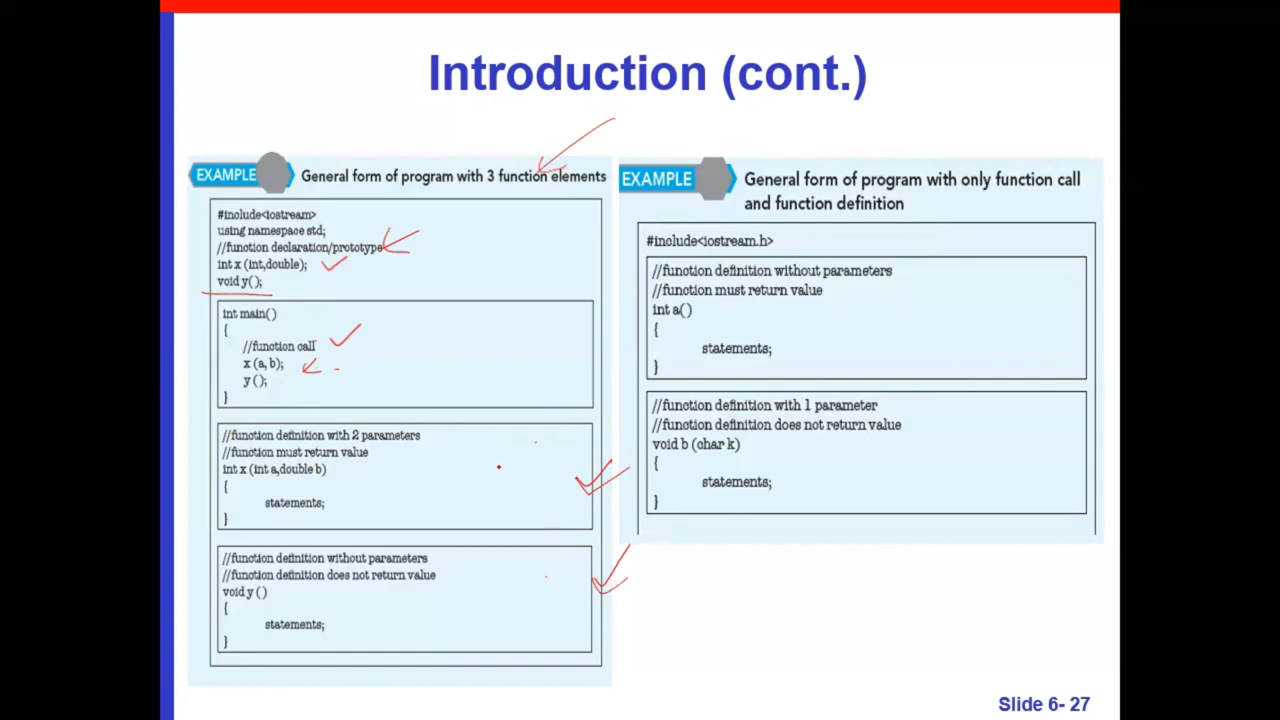 Introduction (cont.)
EXAMPLE
General form of program with 3 function elements
#include<iostream>
using namespace std;
//function declaration/prototype
int x (int,double);
void y( );
int main( )
{
//function call
x (a, b);
y ( );
}
//function definition with 2 parameters
//function must return value
int x (int a,double b)
{
statements;
}
//function definition without parameters
//function definition does not return value
void y ( )
{
statements;
}
EXAMPLE
General form of program with only function call
and function definition
#include<iostream.h>
//function definition without parameters
//function must return value
int a( )
{
statements;
}
//function definition with 1 parameter
//function definition does not return value
void b (char k)
{
statements;
}
Slide 6- 27